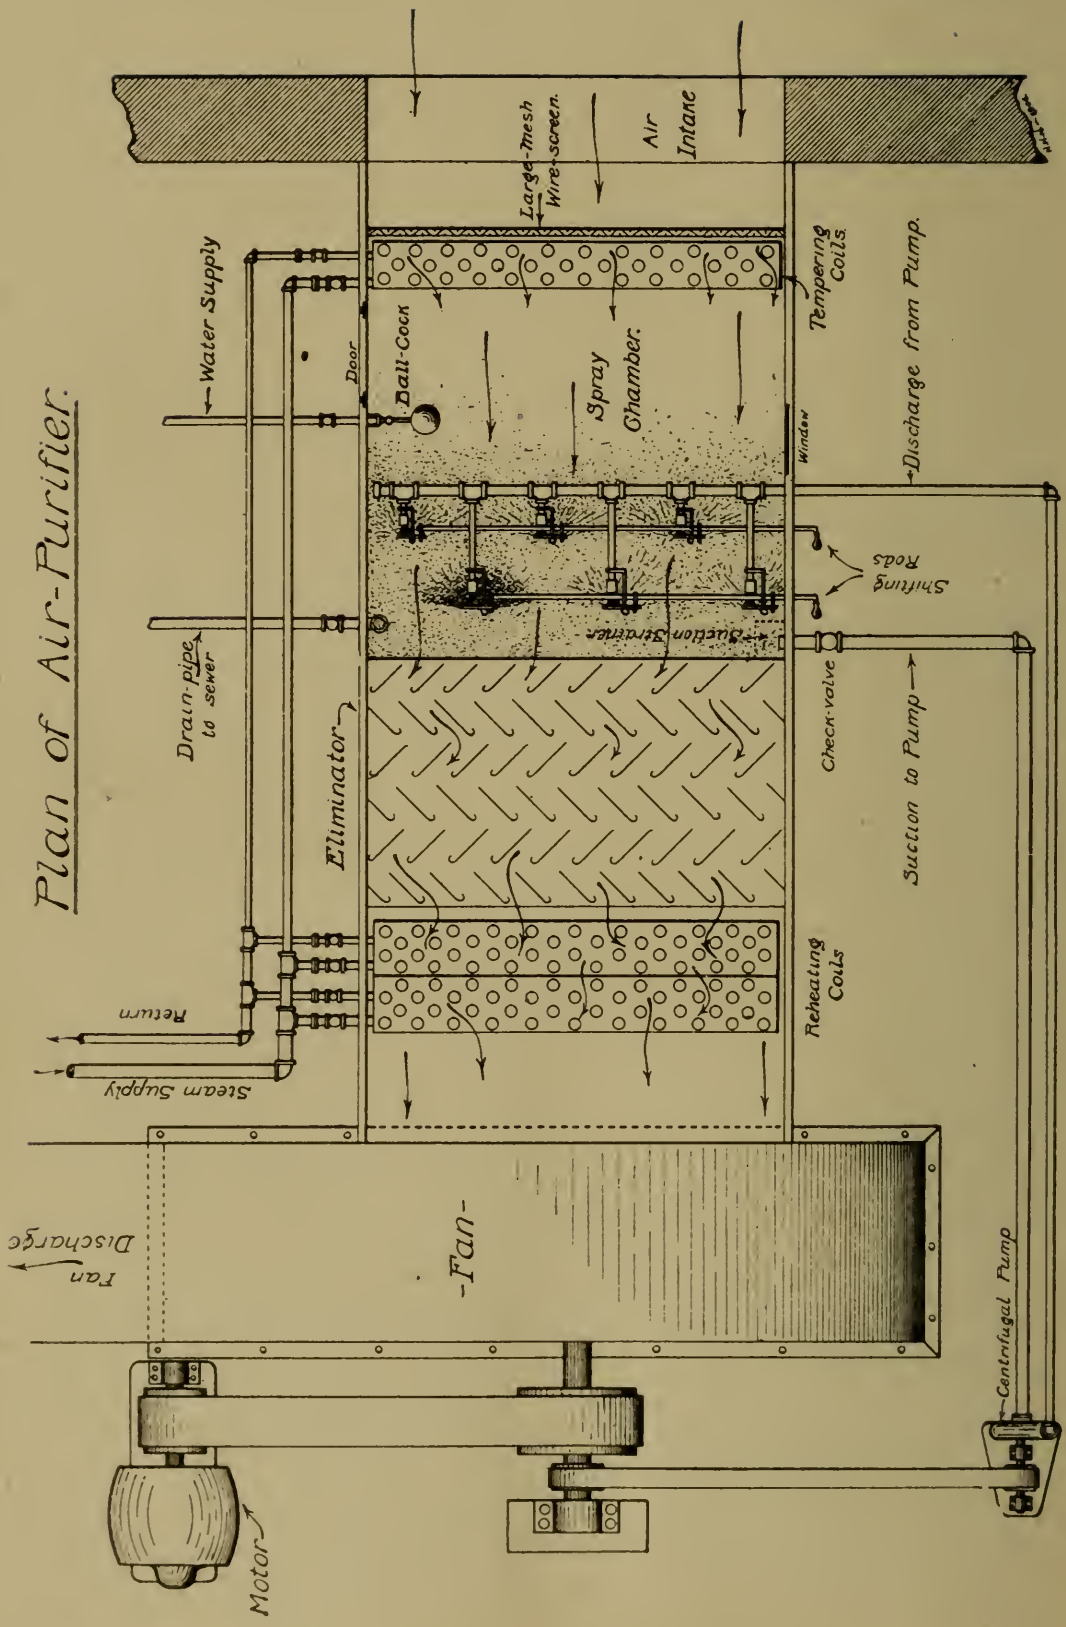 Plan of Air-Purifier.
Air
Intake
Large-mesh
Wire-screen.
Water Supply
Door
Ball-Cock
Tempering
Coils.
Spray
Chamber.
Window
Discharge from Pump.
Shifting
Rods
Suction Strainer
Drain-pipe
to sewer
Eliminator
Check-valve
Suction to Pump
Reheating
Coils
Return
Steam Supply
Fan
Discharge
-Fan-
Centrifugal Pump
Motor